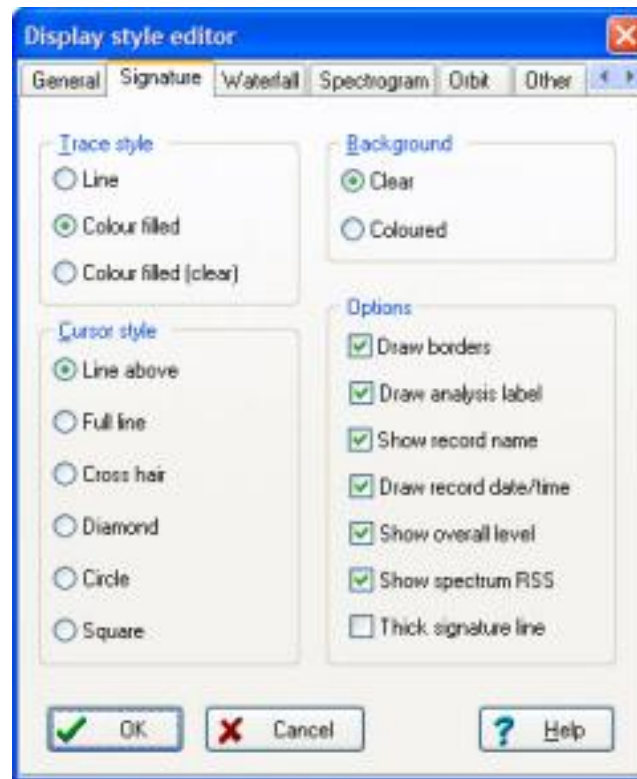 Display style editor
General Signature Waterfall Spectrogram Orbit Other
Trace style
Line
Colour filled
Colour filled (clear)
Cursor style
Line above
Full line
Cross hair
Diamond
Circle
Square
Background
Clear
Coloured
Options
Draw borders
Draw analysis label
Show record name
Draw record date/time
Show overall level
Show spectrum RSS
Thick signature line
OK Cancel Help